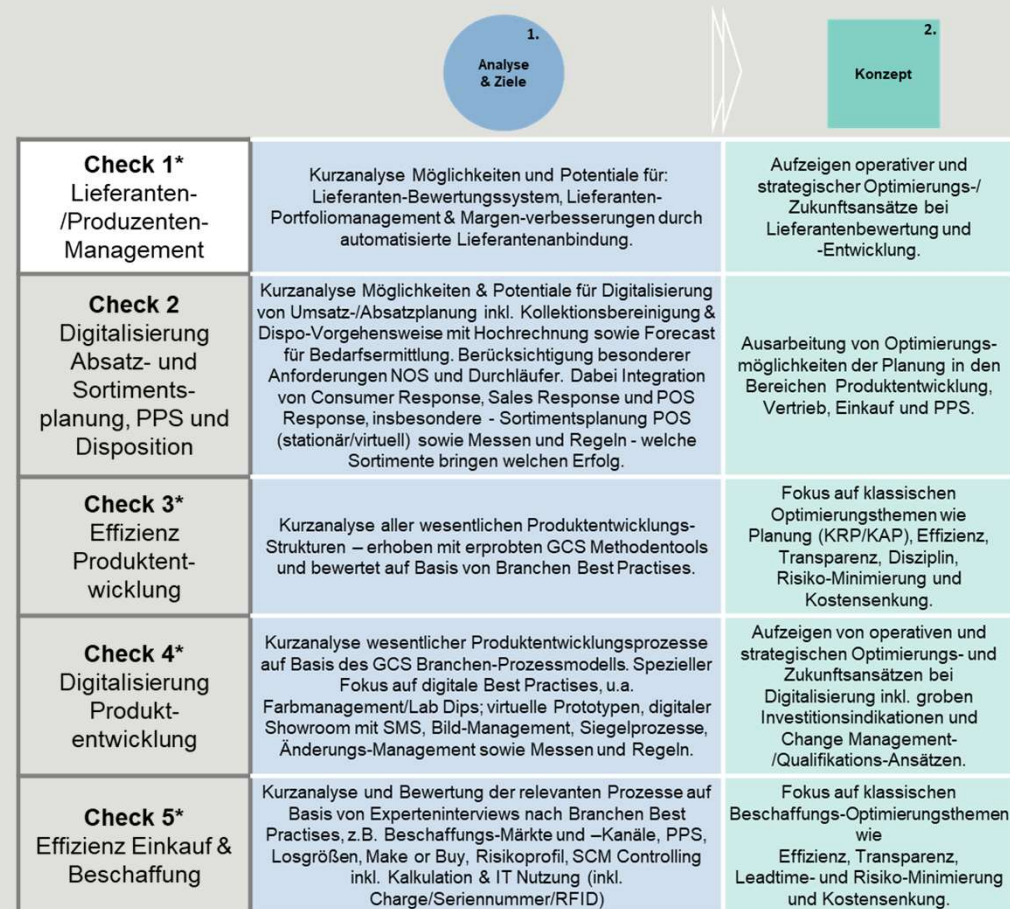 1.
Analyse
& Ziele
2.
Konzept
Check 1*
Lieferanten-
/Produzenten-
Management
Kurzanalyse Möglichkeiten und Potentiale für:
Lieferanten-Bewertungssystem, Lieferanten-
Portfoliomanagement & Margen-verbesserungen durch
automatisierte Lieferantenanbindung.
Aufzeigen operativer und
strategischer Optimierungs-/
Zukunftsansätze bei
Lieferantenbewertung und
-Entwicklung.
Check 2
Digitalisierung
Absatz- und
Sortiments-
planung, PPS und
Disposition
Kurzanalyse Möglichkeiten & Potentiale für Digitalisierung
von Umsatz-/Absatzplanung inkl. Kollektionsbereinigung &
Dispo-Vorgehensweise mit Hochrechnung sowie Forecast
für Bedarfsermittlung. Berücksichtigung besonderer
Anforderungen NOS und Durchläufer. Dabei Integration
von Consumer Response, Sales Response und POS
Response, insbesondere - Sortimentsplanung POS
(stationär/virtuell) sowie Messen und Regeln - welche
Sortimente bringen welchen Erfolg.
Ausarbeitung von Optimierungs-
möglichkeiten der Planung in den
Bereichen Produktentwicklung,
Vertrieb, Einkauf und PPS.
Check 3*
Effizienz
Produktent-
wicklung
Kurzanalyse aller wesentlichen Produktentwicklungs-
Strukturen – erhoben mit erprobten GCS Methodentools
und bewertet auf Basis von Branchen Best Practises.
Fokus auf klassischen
Optimierungsthemen wie
Planung (KRP/KAP), Effizienz,
Transparenz, Disziplin,
Risiko-Minimierung und
Kostensenkung.
Check 4*
Digitalisierung
Produkt-
entwicklung
Kurzanalyse wesentlicher Produktentwicklungsprozesse
auf Basis des GCS Branchen-Prozessmodells. Spezieller
Fokus auf digitale Best Practises, u.a.
Farbmanagement/Lab Dips; virtuelle Prototypen, digitaler
Showroom mit SMS, Bild-Management, Siegelprozesse,
Änderungs-Management sowie Messen und Regeln.
Aufzeigen von operativen und
strategischen Optimierungs- und
Zukunftsansätzen bei
Digitalisierung inkl. groben
Investitionsindikationen und
Change Management-
/Qualifikations-Ansätzen.
Check 5*
Effizienz Einkauf &
Beschaffung
Kurzanalyse und Bewertung der relevanten Prozesse auf
Basis von Experteninterviews nach Branchen Best
Practises, z.B. Beschaffungs-Märkte und –Kanäle, PPS,
Losgrößen, Make or Buy, Risikoprofil, SCM Controlling
inkl. Kalkulation & IT Nutzung (inkl.
Charge/Seriennummer/RFID)
Fokus auf klassischen
Beschaffungs-Optimierungsthemen
wie
Effizienz, Transparenz,
Leadtime- und Risiko-Minimierung
und Kostensenkung.